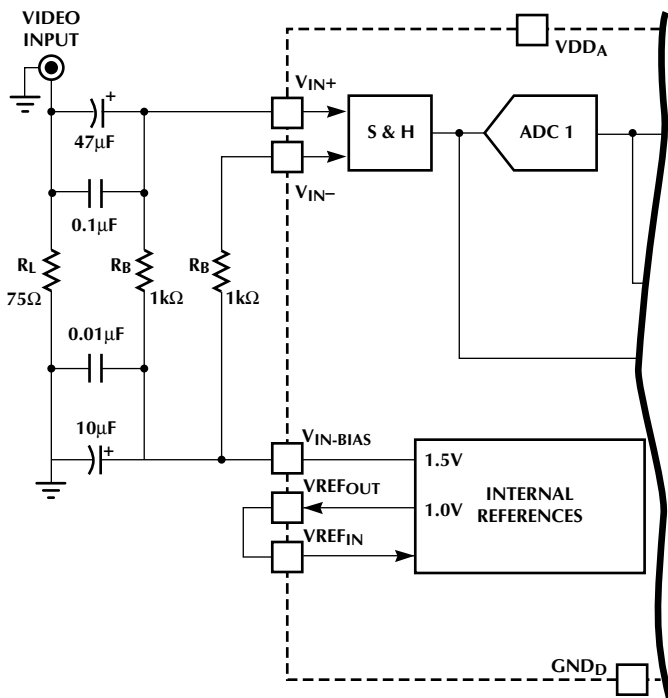 VIDEO
INPUT
VDDA
VIN+
+
47µF
S & H
ADC 1
VIN–
0.1µF
RL
75Ω
RB
1kΩ
RB
1kΩ
0.01µF
10µF
+
VIN-BIAS
1.5V
VREFOUT
1.0V
INTERNAL
REFERENCES
VREFIN
GNDD